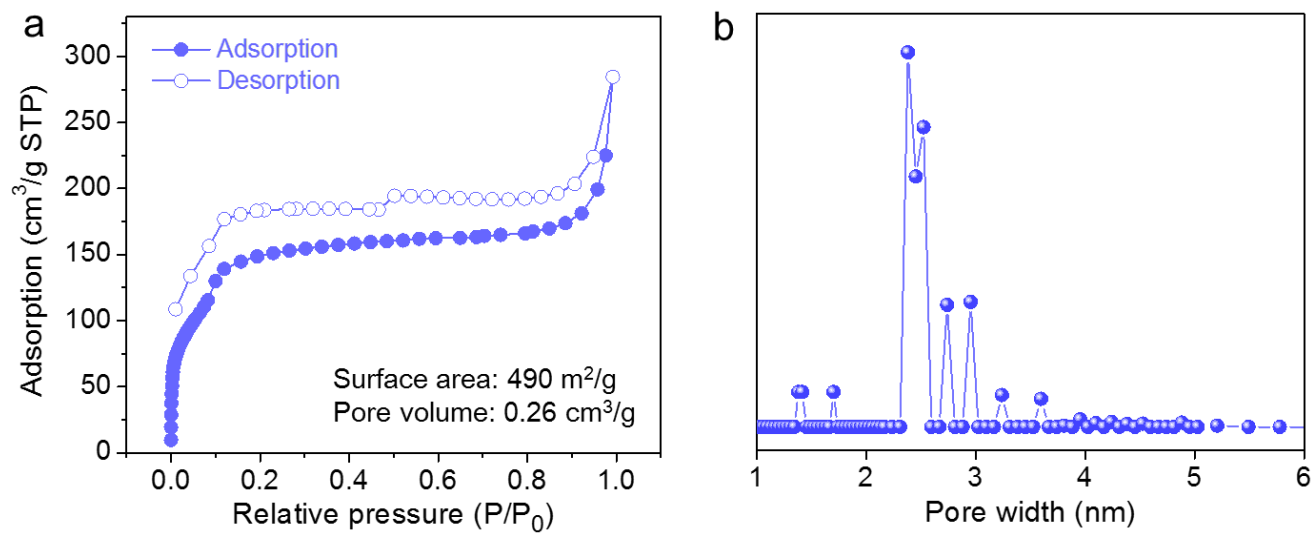 a
Adsorption
Desorption
Adsorption (cm³/g STP)
300
250
200
150
100
50
0
Surface area: 490 m²/g
Pore volume: 0.26 cm³/g
0.0 0.2 0.4 0.6 0.8 1.0
Relative pressure (P/P₀)
b
1 2 3 4 5 6
Pore width (nm)